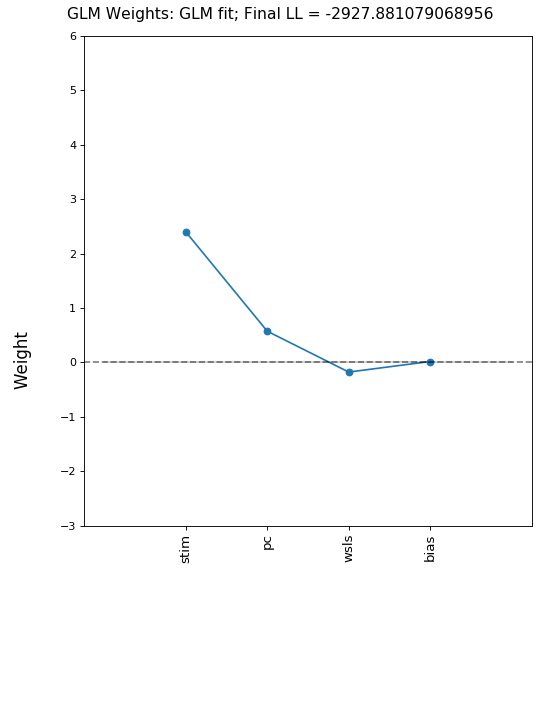 GLM Weights: GLM fit; Final LL = -2927.881079068956
6
5
4
3
2
1
0
−1
−2
−3
Weight
stim
pc
wsls
bias